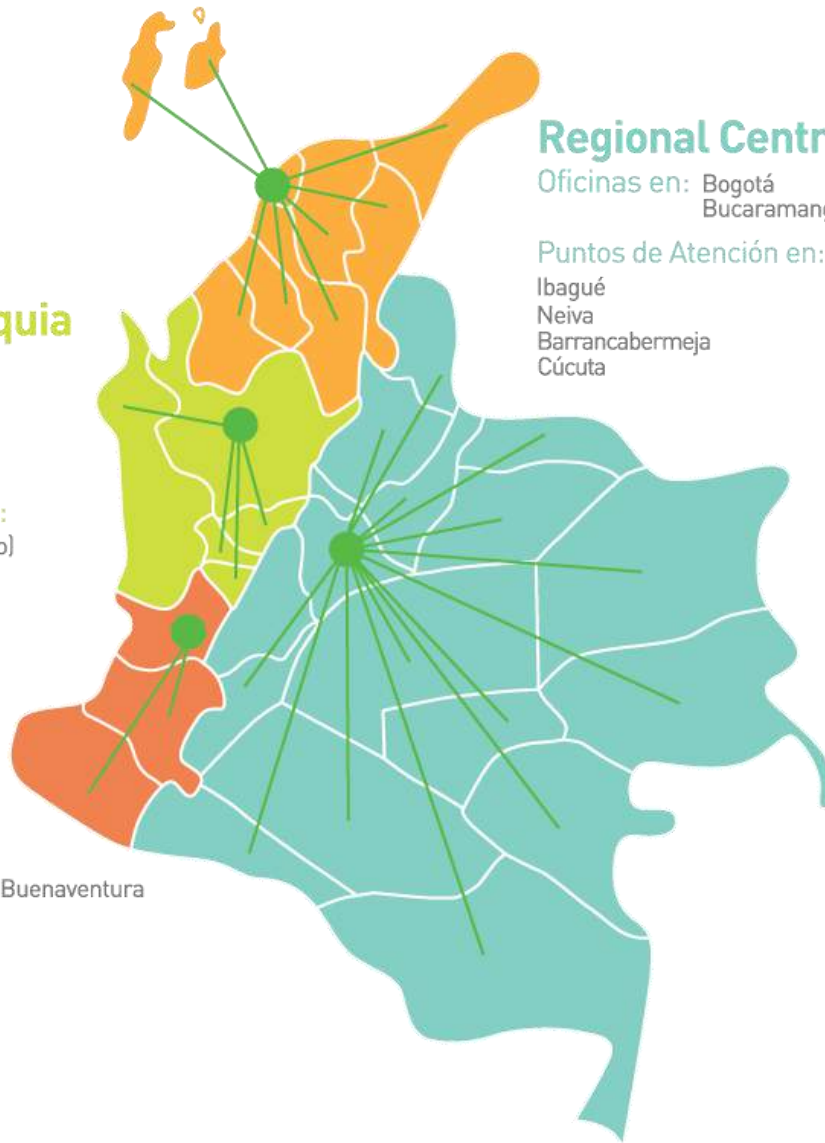 Regional Centr
Oficinas en: Bogotá
Bucaramang
Puntos de Atención en:
Ibagué
Neiva
Barrancabermeja
Cúcuta
quia
:
o)
Buenaventura